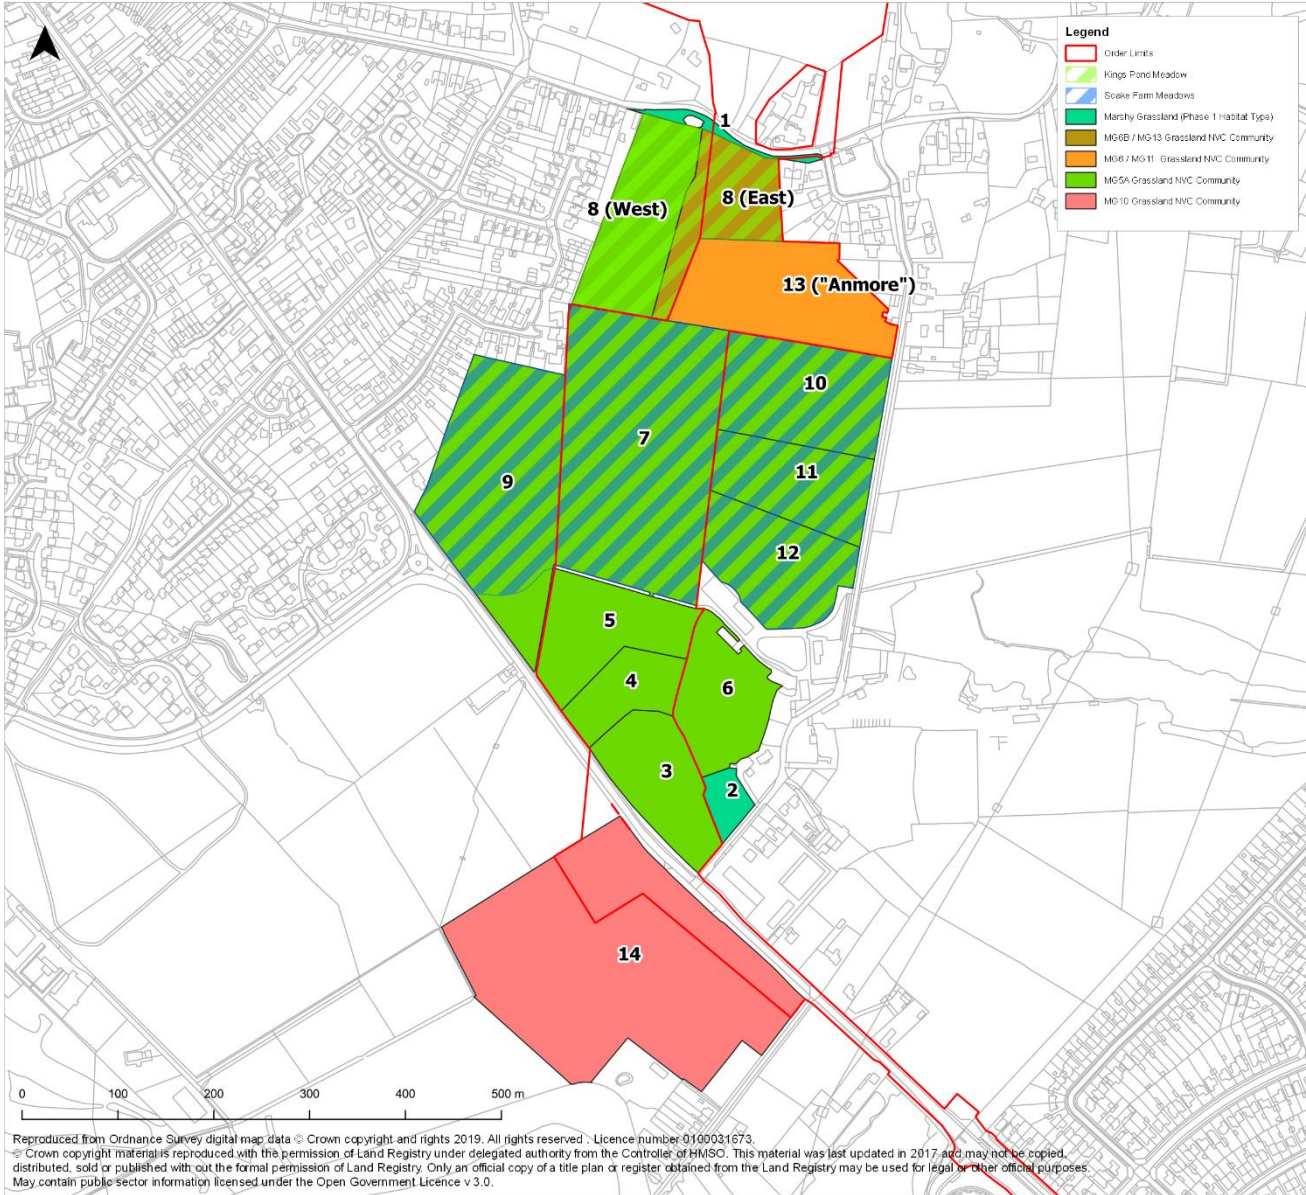 Legend
Order Limits
Kings Pond Meadow
Soake Farm Meadows
Marshy Grassland (Phase 1 Habitat Type)
MG6B / MG13 Grassland NVC Community
MG6 / MG11 Grassland NVC Community
MG5A Grassland NVC Community
MG10 Grassland NVC Community
1
8 (West)
8 (East)
13 ("Anmore")
10
7
11
9
12
5
4
6
3
2
14
0 100 200 300 400 500 m
Reproduced from Ordnance Survey digital map data © Crown copyright and rights 2019. All rights reserved . Licence number 0100031673.
© Crown copyright material is reproduced with the permission of Land Registry under delegated authority from the Controller of HMSO. This material was last updated in 2017 and may not be copied,
distributed, sold or published with out the formal permission of Land Registry. Only an official copy of a title plan or register obtained from the Land Registry may be used for legal or other official purposes.
May contain public sector information licensed under the Open Government Licence v 3.0.